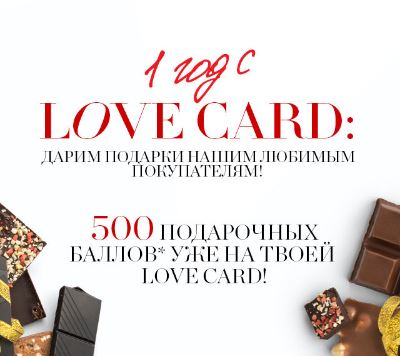 1 год с
LOVE CARD:
ДАРИМ ПОДАРКИ НАШИМ ЛЮБИМЫМ
ПОКУПАТЕЛЯМ!
500 ПОДАРОЧНЫХ
БАЛЛОВ* УЖЕ НА ТВОЕЙ
LOVE CARD!